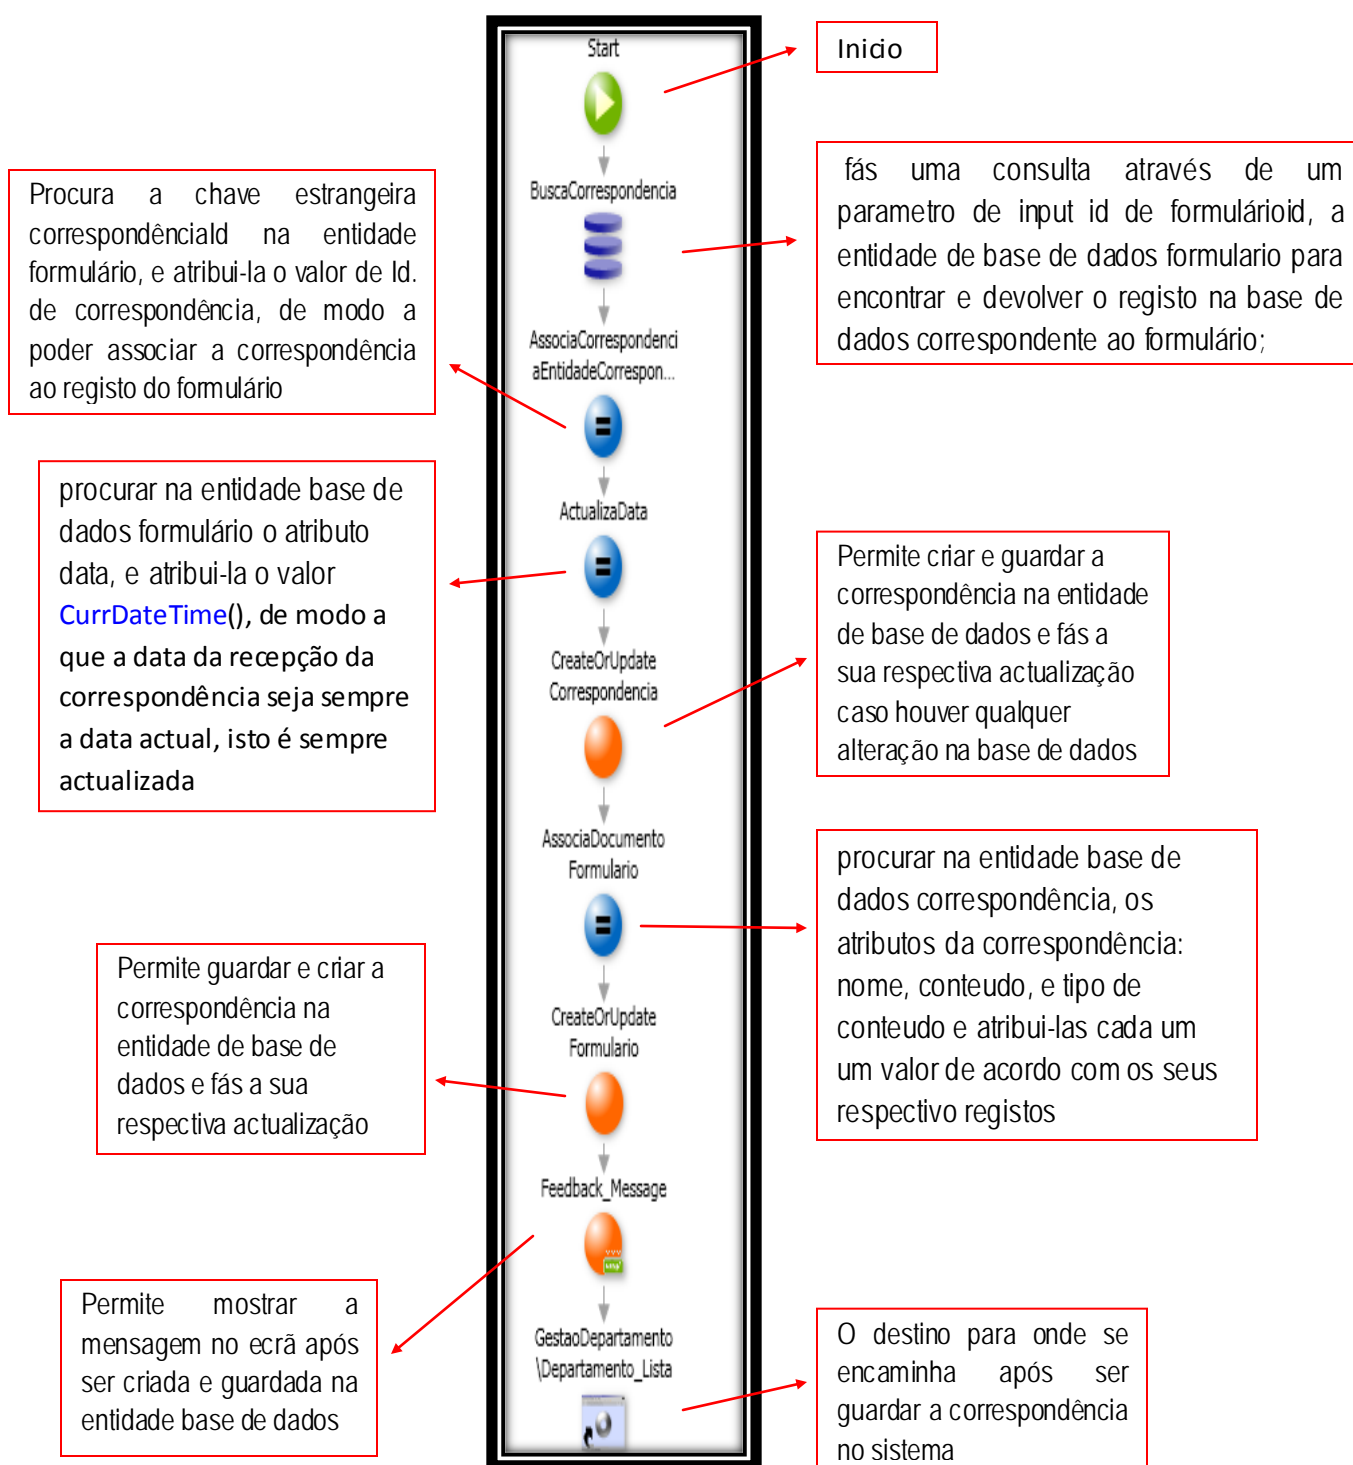 Start
Inicio
BuscaCorrespondencia
fás uma consulta através de um
parametro de input id de formulárioid, a
entidade de base de dados formulario para
encontrar e devolver o registo na base de
dados correspondente ao formulário;
Procura a chave estrangeira
correspondênciaId na entidade
formulário, e atribui-la o valor de Id.
de correspondência, de modo a
poder associar a correspondência
ao registo do formulário
AssociaCorrespondenci
aEntidadeCorrespon...
procurar na entidade base de
dados formulário o atributo
data, e atribui-la o valor
CurrDateTime(), de modo a
que a data da recepção da
correspondência seja sempre
a data actual, isto é sempre
actualizada
ActualizaData
CreateOrUpdate
Correspondencia
Permite criar e guardar a
correspondência na entidade
de base de dados e fás a
sua respectiva actualização
caso houver qualquer
alteração na base de dados
AssociaDocumento
Formulario
procurar na entidade base de
dados correspondência, os
atributos da correspondência:
nome, conteudo, e tipo de
conteudo e atribui-las cada um
um valor de acordo com os seus
respectivo registos
Permite guardar e criar a
correspondência na
entidade de base de
dados e fás a sua
respectiva actualização
CreateOrUpdate
Formulario
Feedback_Message
Permite mostrar a
mensagem no ecrã após
ser criada e guardada na
entidade base de dados
GestaoDepartamento
\Departamento_Lista
O destino para onde se
encaminha após ser
guardar a correspondência
no sistema